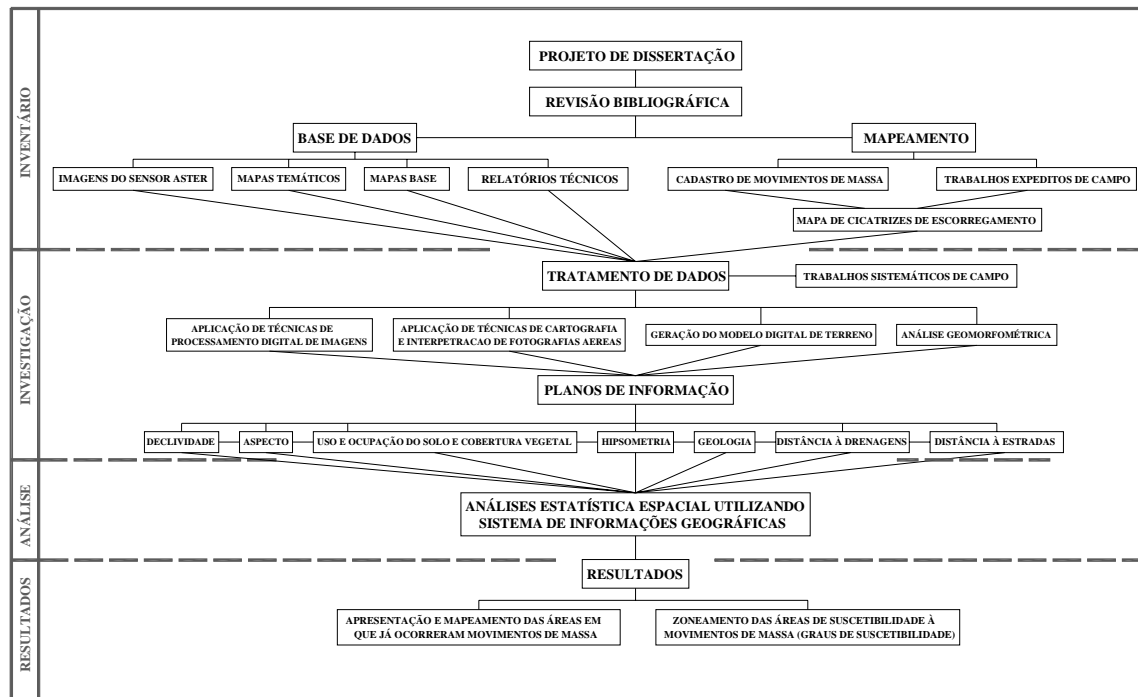 INVENTÁRIO
PROJETO DE DISSERTAÇÃO
REVISÃO BIBLIOGRÁFICA
BASE DE DADOS
MAPEAMENTO
IMAGENS DO SENSOR ASTER
MAPAS TEMÁTICOS
MAPAS BASE
RELATÓRIOS TÉCNICOS
CADASTRO DE MOVIMENTOS DE MASSA
TRABALHOS EXPEDITOS DE CAMPO
MAPA DE CICATRIZES DE ESCORREGAMENTO
INVESTIGAÇÃO
TRATAMENTO DE DADOS
TRABALHOS SISTEMÁTICOS DE CAMPO
APLICAÇÃO DE TÉCNICAS DE
PROCESSAMENTO DIGITAL DE IMAGENS
APLICAÇÃO DE TÉCNICAS DE CARTOGRAFIA
E INTERPETRACAO DE FOTOGRAFIAS AEREAS
GERAÇÃO DO MODELO DIGITAL DE TERRENO
ANÁLISE GEOMORFOMÉTRICA
PLANOS DE INFORMAÇÃO
DECLIVIDADE
ASPECTO
USO E OCUPAÇÃO DO SOLO E COBERTURA VEGETAL
HIPSOMETRIA
GEOLOGIA
DISTÂNCIA À DRENAGENS
DISTÂNCIA À ESTRADAS
ANÁLISE
ANÁLISES ESTATÍSTICA ESPACIAL UTILIZANDO
SISTEMA DE INFORMAÇÕES GEOGRÁFICAS
RESULTADOS
RESULTADOS
APRESENTAÇÃO E MAPEAMENTO DAS ÁREAS EM
QUE JÁ OCORRERAM MOVIMENTOS DE MASSA
ZONEAMENTO DAS ÁREAS DE SUSCETIBILIDADE À
MOVIMENTOS DE MASSA (GRAUS DE SUSCETIBILIDADE)